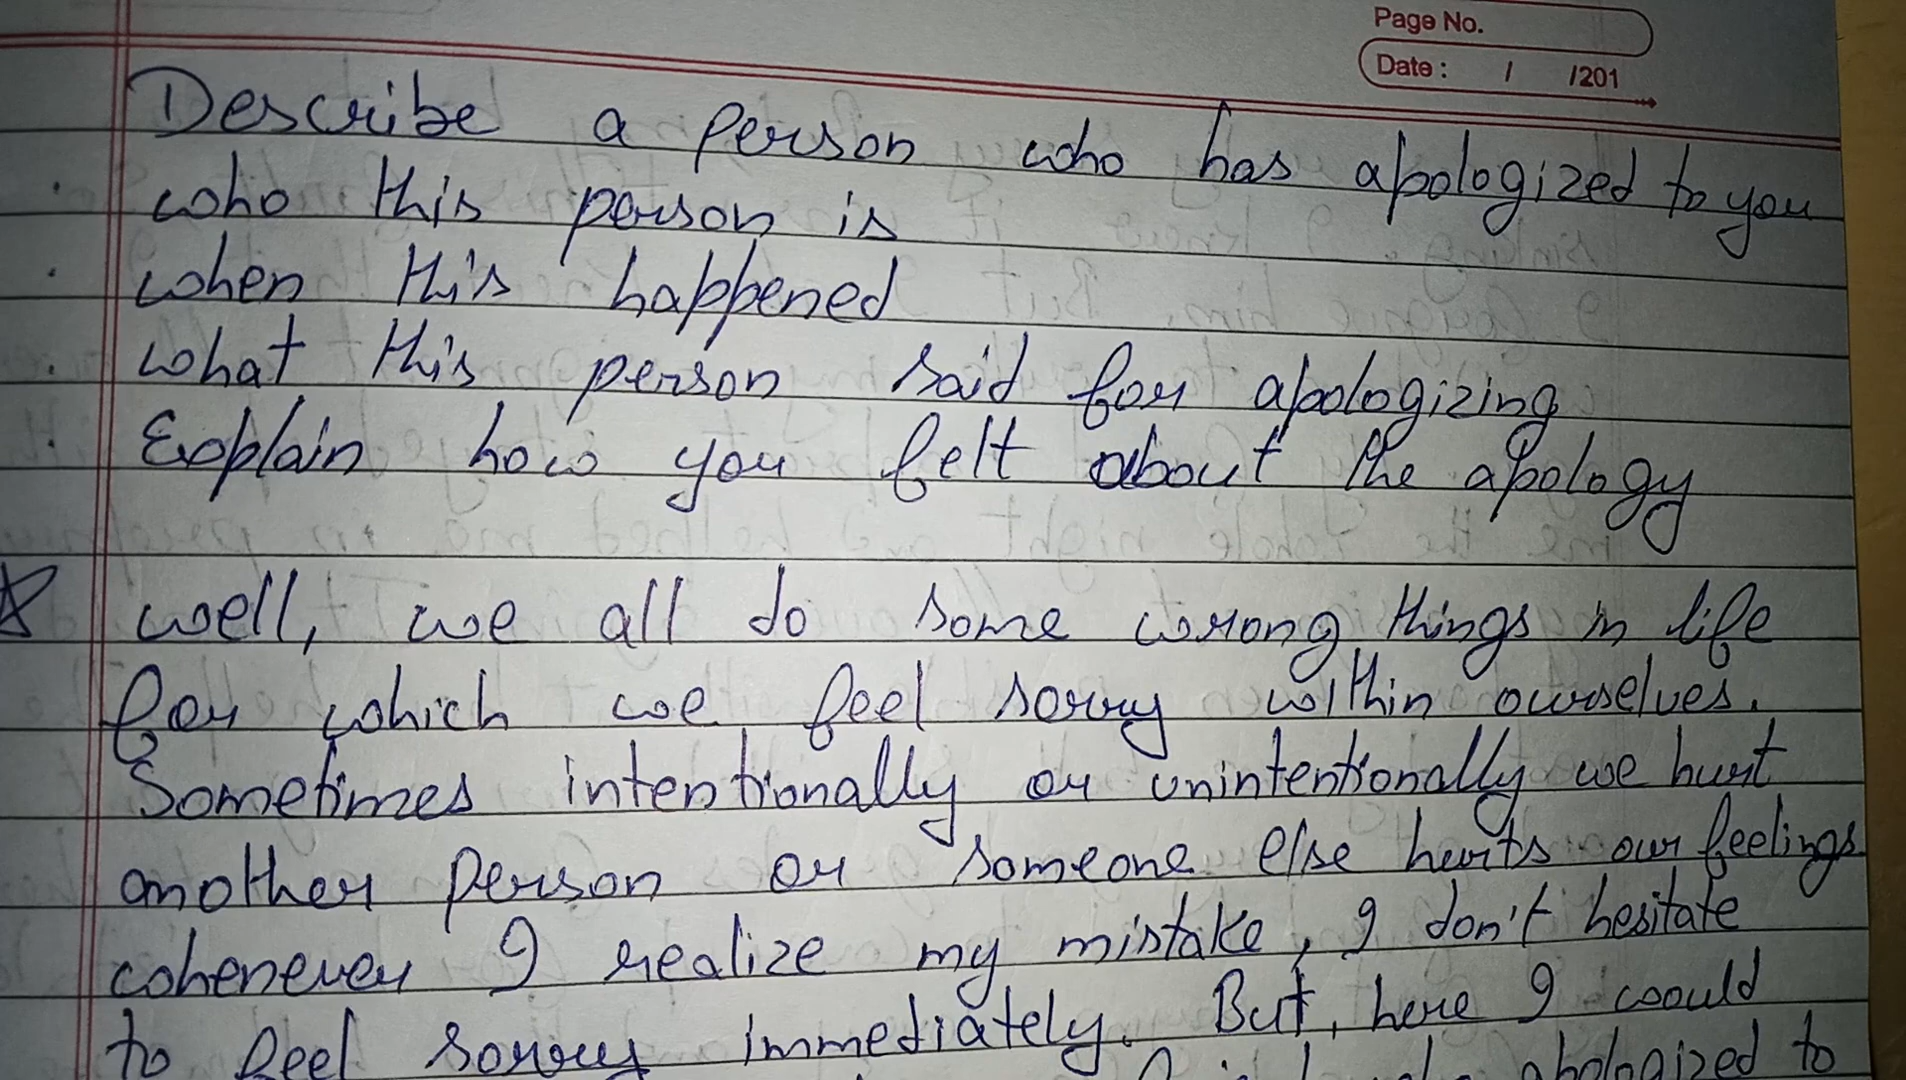 Page No.
Date : / /201
Describe a person who has apologized to you
who this person is
when this happened
what this person said for apologizing
Explain how you felt about the apology
well, we all do some wrong things in life
for which we feel sorry within ourselves.
Sometimes intentionally or unintentionally we hurt
another person or someone else hurts our feelings
whenever I realize my mistake, I don't hesitate
to feel sorry immediately. But, here I would
apologized to